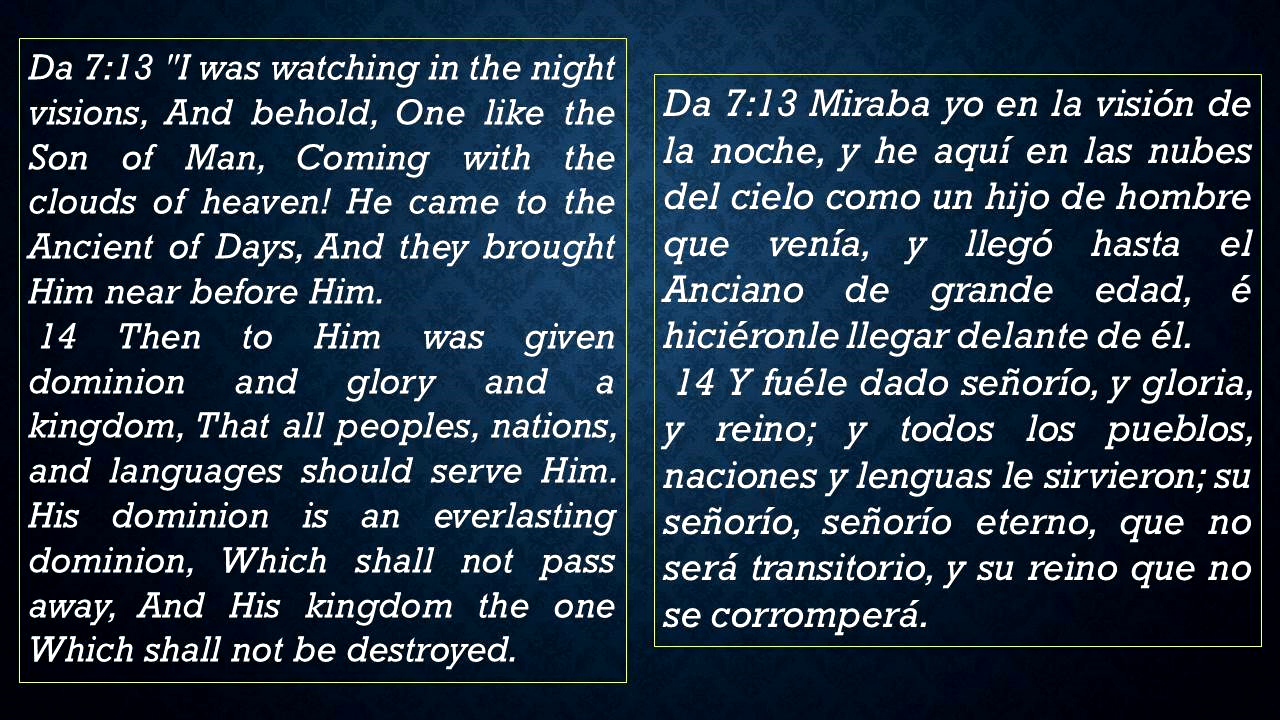 Da 7:13 "I was watching in the night
visions, And behold, One like the
Son of Man, Coming with the
clouds of heaven! He came to the
Ancient of Days, And they brought
Him near before Him.
14 Then to Him was given
dominion and glory and a
kingdom, That all peoples, nations,
and languages should serve Him.
His dominion is an everlasting
dominion, Which shall not pass
away, And His kingdom the one
Which shall not be destroyed.
Da 7:13 Miraba yo en la visión de
la noche, y he aquí en las nubes
del cielo como un hijo de hombre
que venía, y llegó hasta el
Anciano de grande edad, é
hiciéronle llegar delante de él.
14 Y fuéle dado señorío, y gloria,
y reino; y todos los pueblos,
naciones y lenguas le sirvieron; su
señorío, señorío eterno, que no
será transitorio, y su reino que no
se corromperá.